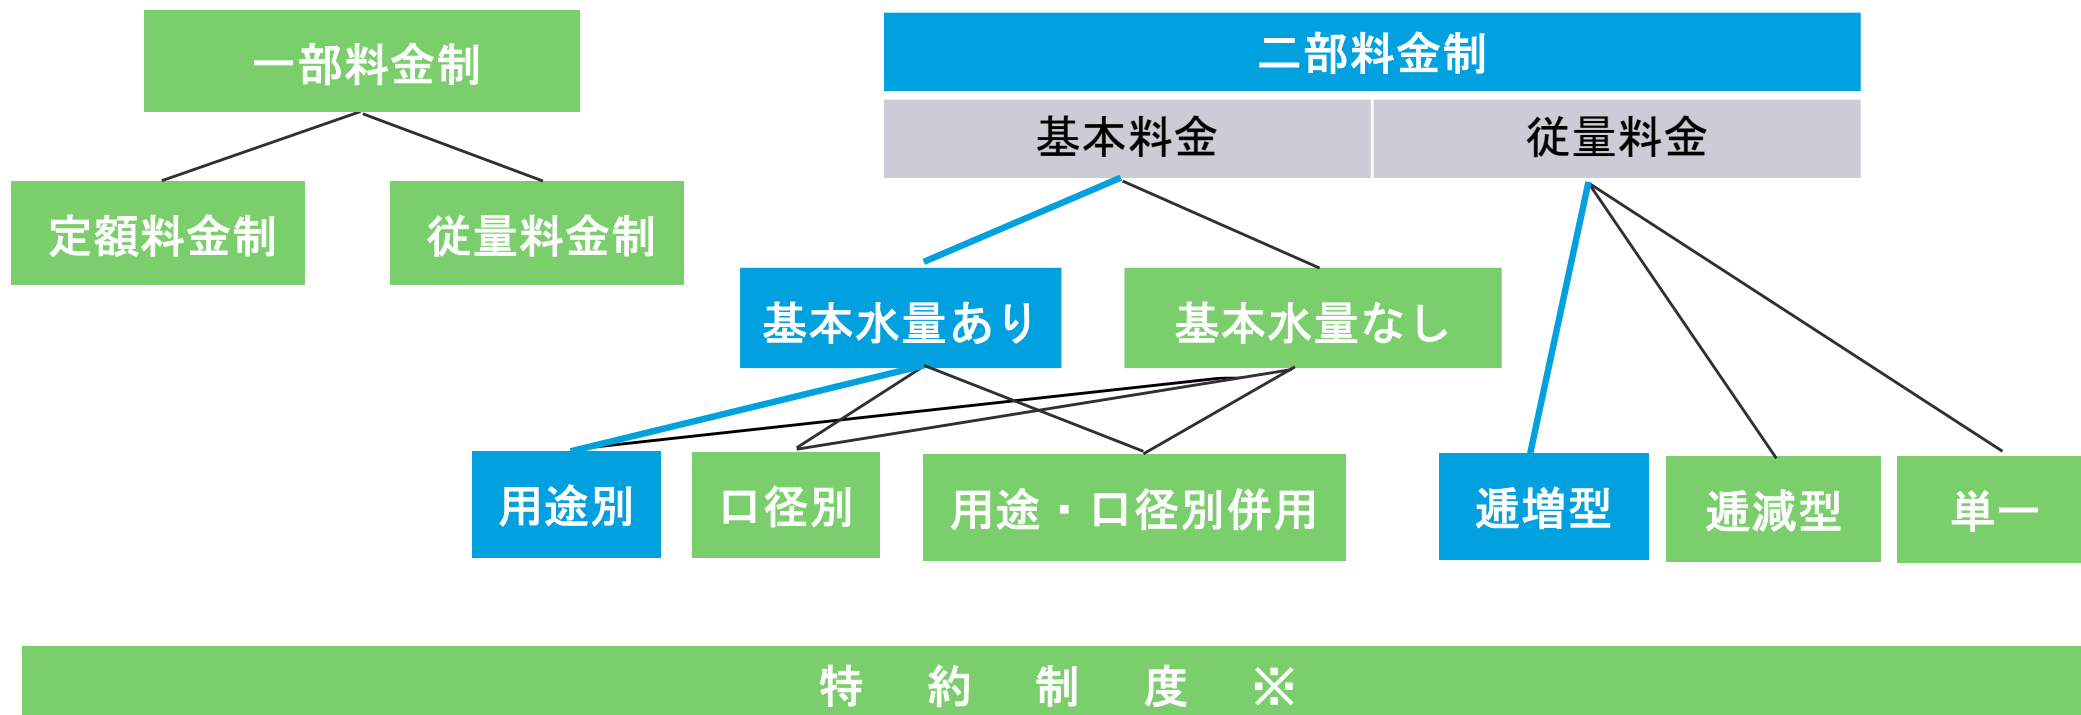 一部料金制
二部料金制
基本料金
従量料金
定額料金制
従量料金制
基本水量あり
基本水量なし
用途別
口径別
用途・口径別併用
逓増型
逓減型
単一
特約制度※